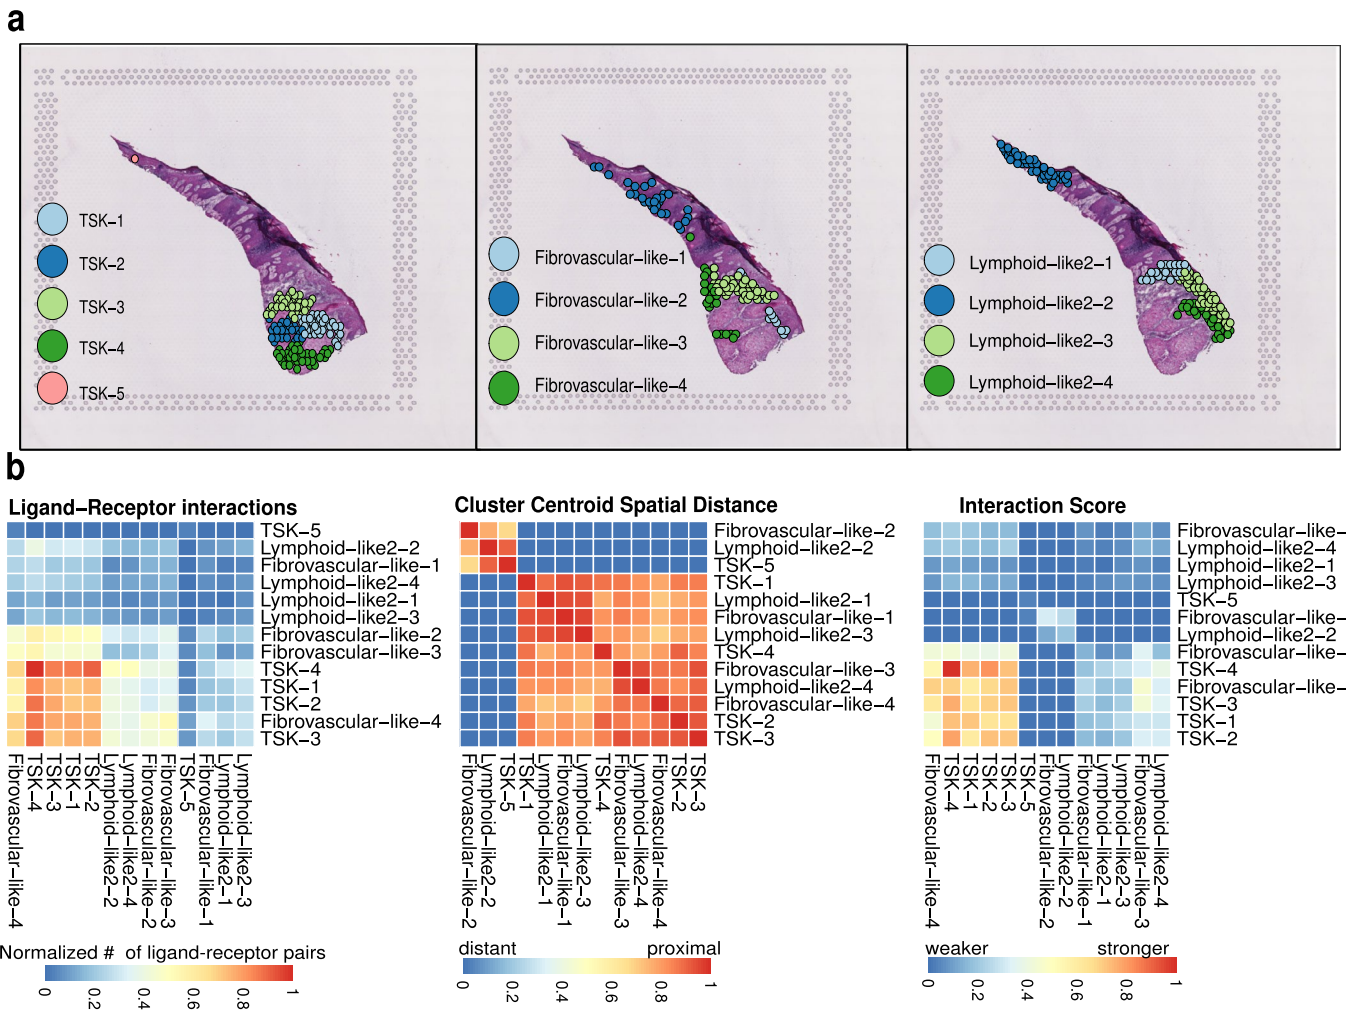 a
TSK-1
TSK-2
TSK-3
TSK-4
TSK-5
Fibrovascular-like-1
Fibrovascular-like-2
Fibrovascular-like-3
Fibrovascular-like-4
Lymphoid-like2-1
Lymphoid-like2-2
Lymphoid-like2-3
Lymphoid-like2-4
b
Ligand-Receptor interactions
TSK-5
Lymphoid-like2-2
Fibrovascular-like-1
Lymphoid-like2-4
Lymphoid-like2-1
Lymphoid-like2-3
Fibrovascular-like-2
Fibrovascular-like-3
TSK-4
TSK-1
TSK-2
Fibrovascular-like-4
TSK-3
Fibrovascular-like-4
TSK-4
TSK-3
TSK-1
TSK-2
Lymphoid-like2-2
Lymphoid-like2-4
Fibrovascular-like-2
Fibrovascular-like-3
TSK-5
Fibrovascular-like-1
Lymphoid-like2-1
Lymphoid-like2-3
Normalized # of ligand-receptor pairs
0 0.2 0.4 0.6 0.8 1
Cluster Centroid Spatial Distance
Fibrovascular-like-2
Lymphoid-like2-2
TSK-5
TSK-1
Lymphoid-like2-1
Fibrovascular-like-1
Lymphoid-like2-3
TSK-4
Fibrovascular-like-3
Lymphoid-like2-4
Fibrovascular-like-4
TSK-2
TSK-3
Fibrovascular-like-2
Lymphoid-like2-2
TSK-5
TSK-1
Lymphoid-like2-1
Fibrovascular-like-1
Lymphoid-like2-3
TSK-4
Fibrovascular-like-3
Lymphoid-like2-4
Fibrovascular-like-4
TSK-2
TSK-3
distant proximal
0 0.2 0.4 0.6 0.8 1
Interaction Score
Fibrovascular-like-
Lymphoid-like2-4
Lymphoid-like2-1
Lymphoid-like2-3
TSK-5
Fibrovascular-like-
Lymphoid-like2-2
Fibrovascular-like-
TSK-4
Fibrovascular-like-
TSK-3
TSK-1
TSK-2
Fibrovascular-like-4
TSK-4
TSK-1
TSK-2
TSK-3
TSK-5
Fibrovascular-like-2
Lymphoid-like2-2
Fibrovascular-like-1
Lymphoid-like2-1
Lymphoid-like2-3
Fibrovascular-like-3
Lymphoid-like2-4
weaker stronger
0 0.2 0.4 0.6 0.8 1